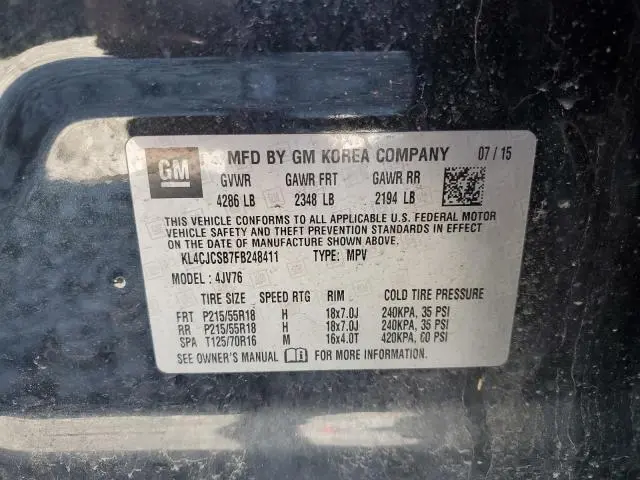 GM MFD BY GM KOREA COMPANY 07 / 15
GVWR GAWR FRT GAWR RR
4286 LB 2348 LB 2194 LB
THIS VEHICLE CONFORMS TO ALL APPLICABLE U.S. FEDERAL MOTOR
VEHICLE SAFETY AND THEFT PREVENTION STANDARDS IN EFFECT
ON THE DATE OF MANUFACTURE SHOWN ABOVE.
KL4CJCSB7FB248411 TYPE: MPV
MODEL: 4JV76
TIRE SIZE SPEED RTG RIM COLD TIRE PRESSURE
FRT P215/55R18 H 18x7.0J 240KPA, 35 PSI
RR P215/55R18 H 18x7.0J 240KPA, 35 PSI
SPA T125/70R16 M 16x4.0T 420KPA, 60 PSI
SEE OWNER'S MANUAL FOR MORE INFORMATION.